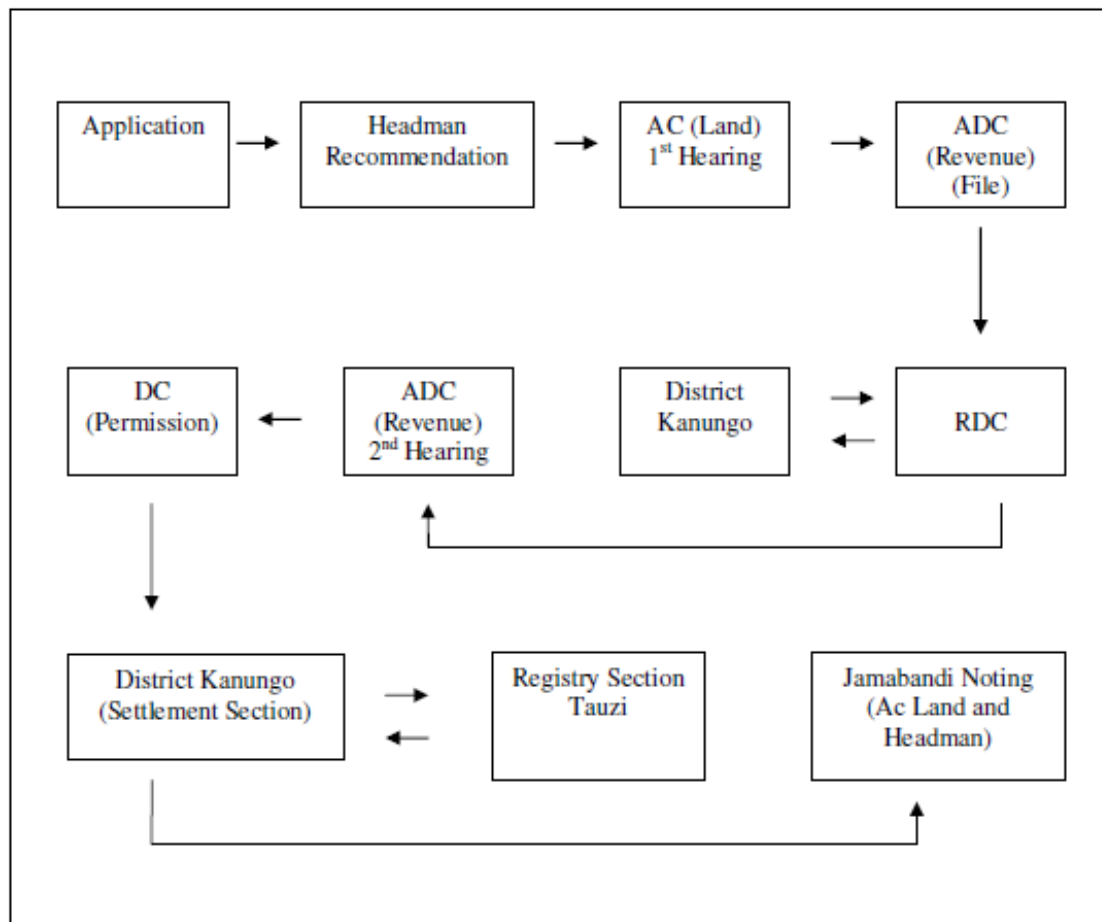 Application
Headman
Recommendation
AC (Land)
1st Hearing
ADC
(Revenue)
(File)
DC
(Permission)
ADC
(Revenue)
2nd Hearing
District
Kanungo
RDC
District Kanungo
(Settlement Section)
Registry Section
Tauzi
Jamabandi Noting
(Ac Land and
Headman)